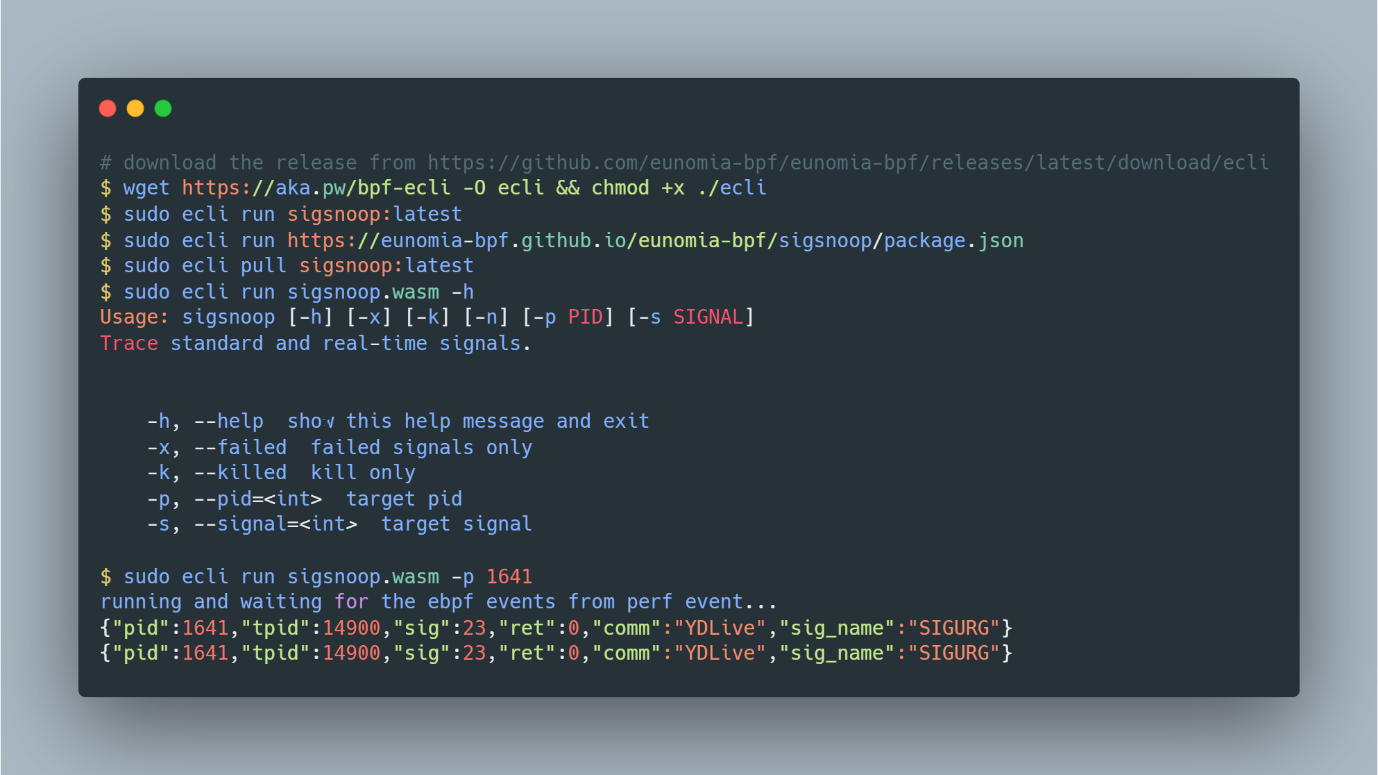 # download the release from https://github.com/eunomia-bpf/eunomia-bpf/releases/latest/download/ecli
$ wget https://aka.pw/bpf-ecli -O ecli && chmod +x ./ecli
$ sudo ecli run sigsnoop:latest
$ sudo ecli run https://eunomia-bpf.github.io/eunomia-bpf/sigsnoop/package.json
$ sudo ecli pull sigsnoop:latest
$ sudo ecli run sigsnoop.wasm -h
Usage: sigsnoop [-h] [-x] [-k] [-n] [-p PID] [-s SIGNAL]
Trace standard and real-time signals.
-h, --help  show this help message and exit
-x, --failed  failed signals only
-k, --killed  kill only
-p, --pid=<int>  target pid
-s, --signal=<int>  target signal
$ sudo ecli run sigsnoop.wasm -p 1641
running and waiting for the ebpf events from perf event...
{"pid":1641,"tpid":14900,"sig":23,"ret":0,"comm":"YDLive","sig_name":"SIGURG"}
{"pid":1641,"tpid":14900,"sig":23,"ret":0,"comm":"YDLive","sig_name":"SIGURG"}